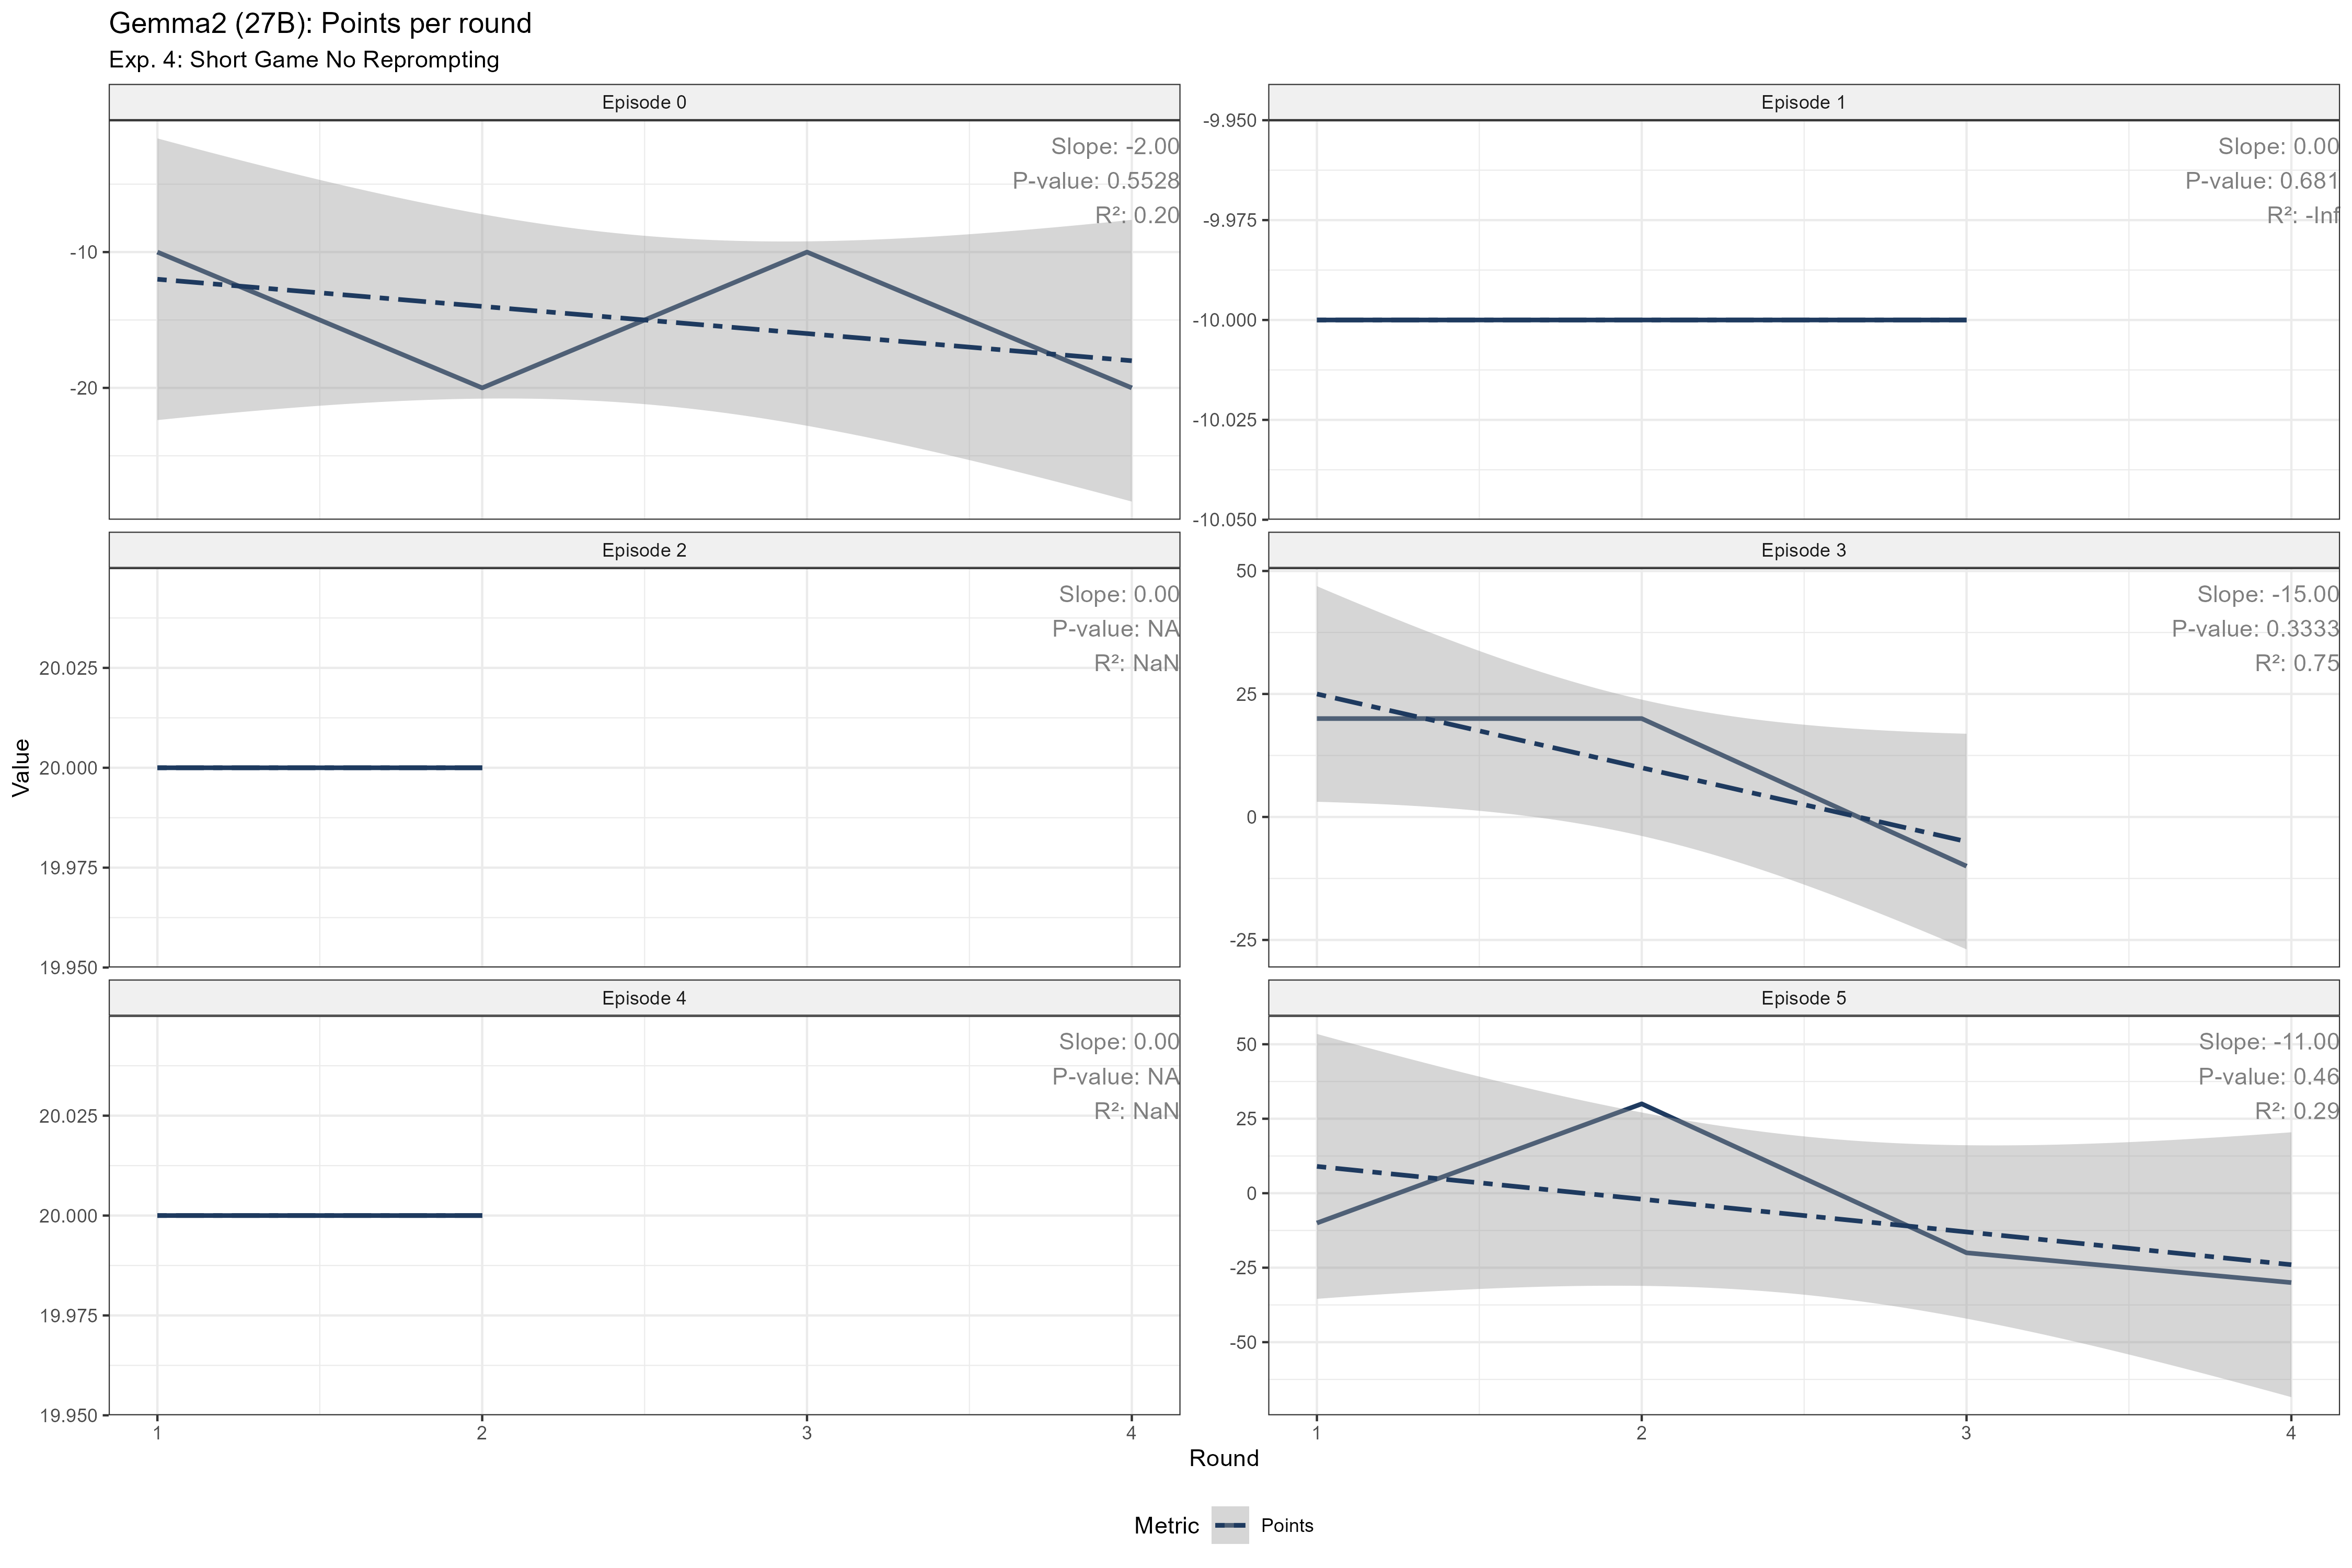 Gemma2 (27B): Points per round
Exp. 4: Short Game No Reprompting
Episode 0
Slope: -2.00
P-value: 0.5528
R²: 0.20
-10
-20
Episode 1
Slope: 0.00
P-value: 0.681
R²: -Inf
-9.950
-9.975
-10.000
-10.025
-10.050
Episode 2
Slope: 0.00
P-value: NA
R²: NaN
20.025
20.000
19.975
19.950
Episode 3
Slope: -15.00
P-value: 0.3333
R²: 0.75
50
25
0
-25
Episode 4
Slope: 0.00
P-value: NA
R²: NaN
20.025
20.000
19.975
19.950
1 2 3 4
Episode 5
Slope: -11.00
P-value: 0.46
R²: 0.29
50
25
0
-25
-50
1 2 3 4
Value
Round
Metric Points